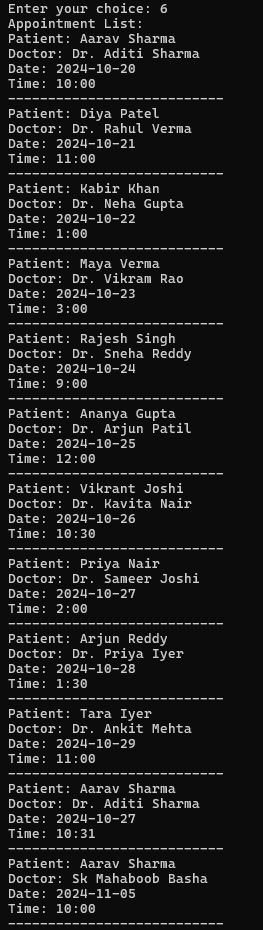 Enter your choice: 6
Appointment List:
Patient: Aarav Sharma
Doctor: Dr. Aditi Sharma
Date: 2024-10-20
Time: 10:00
---------------------------
Patient: Diya Patel
Doctor: Dr. Rahul Verma
Date: 2024-10-21
Time: 11:00
---------------------------
Patient: Kabir Khan
Doctor: Dr. Neha Gupta
Date: 2024-10-22
Time: 1:00
---------------------------
Patient: Maya Verma
Doctor: Dr. Vikram Rao
Date: 2024-10-23
Time: 3:00
---------------------------
Patient: Rajesh Singh
Doctor: Dr. Sneha Reddy
Date: 2024-10-24
Time: 9:00
---------------------------
Patient: Ananya Gupta
Doctor: Dr. Arjun Patil
Date: 2024-10-25
Time: 12:00
---------------------------
Patient: Vikrant Joshi
Doctor: Dr. Kavita Nair
Date: 2024-10-26
Time: 10:30
---------------------------
Patient: Priya Nair
Doctor: Dr. Sameer Joshi
Date: 2024-10-27
Time: 2:00
---------------------------
Patient: Arjun Reddy
Doctor: Dr. Priya Iyer
Date: 2024-10-28
Time: 1:30
---------------------------
Patient: Tara Iyer
Doctor: Dr. Ankit Mehta
Date: 2024-10-29
Time: 11:00
---------------------------
Patient: Aarav Sharma
Doctor: Dr. Aditi Sharma
Date: 2024-10-27
Time: 10:31
---------------------------
Patient: Aarav Sharma
Doctor: Sk Mahaboob Basha
Date: 2024-11-05
Time: 10:00
---------------------------